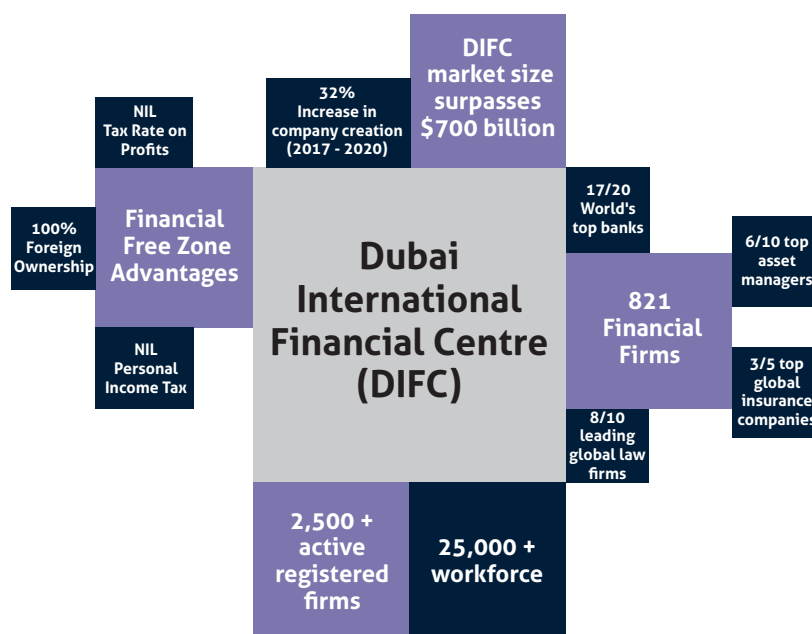 DIFC
market size
surpasses
$700 billion
32%
Increase in
company creation
(2017 - 2020)
NIL
Tax Rate on
Profits
100%
Foreign
Ownership
Financial
Free Zone
Advantages
NIL
Personal
Income Tax
Dubai
International
Financial Centre
(DIFC)
17/20
World's
top banks
6/10 top
asset
managers
821
Financial
Firms
3/5 top
global
insurance
companies
8/10
leading
global law
firms
2,500 +
active
registered
firms
25,000 +
workforce